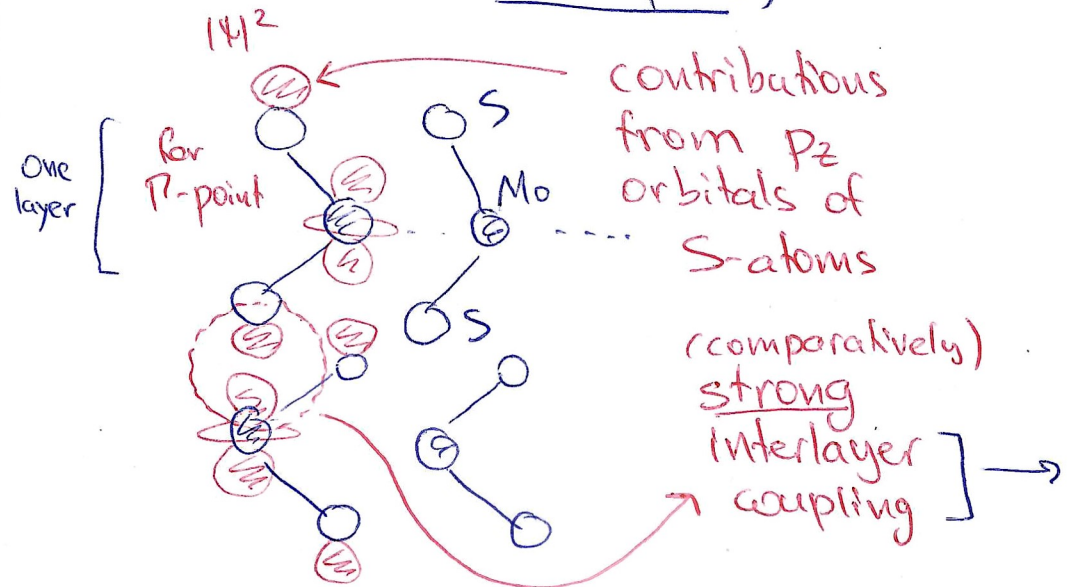 |Ψ|²
contributions
from pz
orbitals of
S-atoms
One
layer
for
Γ-point
S
Mo
S
(comparatively)
strong
interlayer
coupling